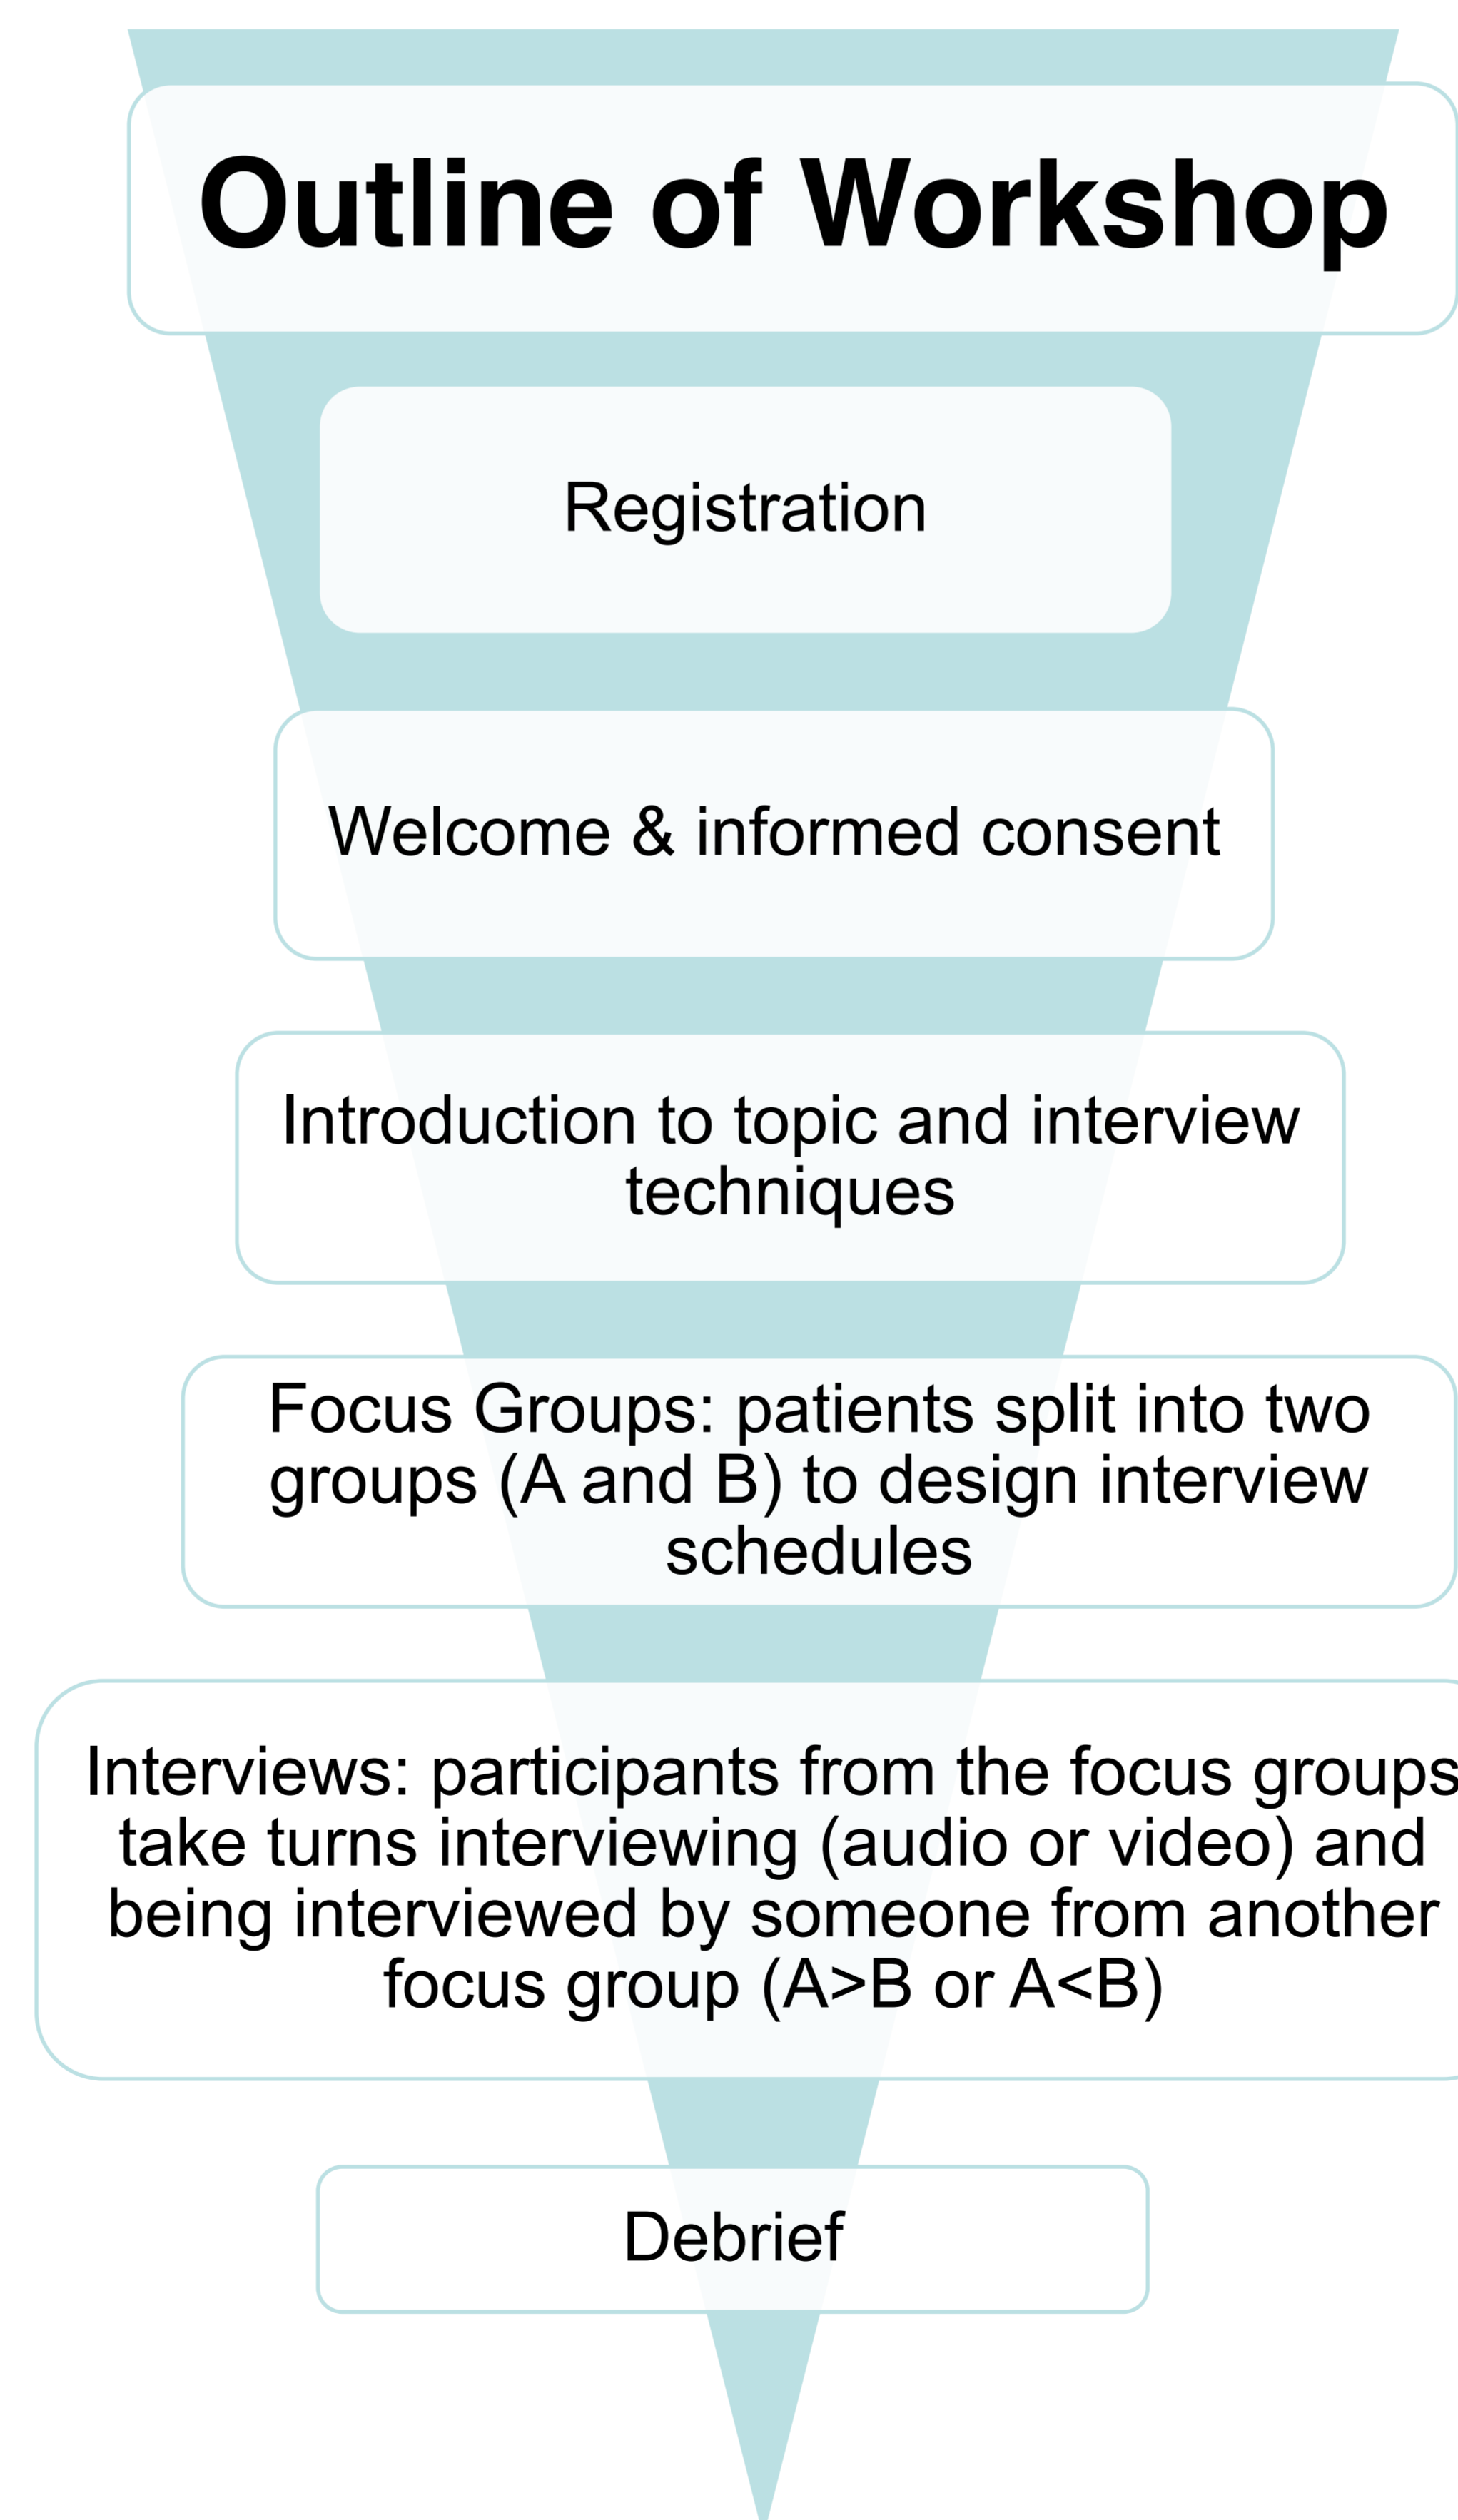 Outline of Workshop
Registration
Welcome & informed consent
Introduction to topic and interview
techniques
Focus Groups: patients split into two
groups (A and B) to design interview
schedules
Interviews: participants from the focus groups
take turns interviewing (audio or video) and
being interviewed by someone from another
focus group (A>B or A<B)
Debrief